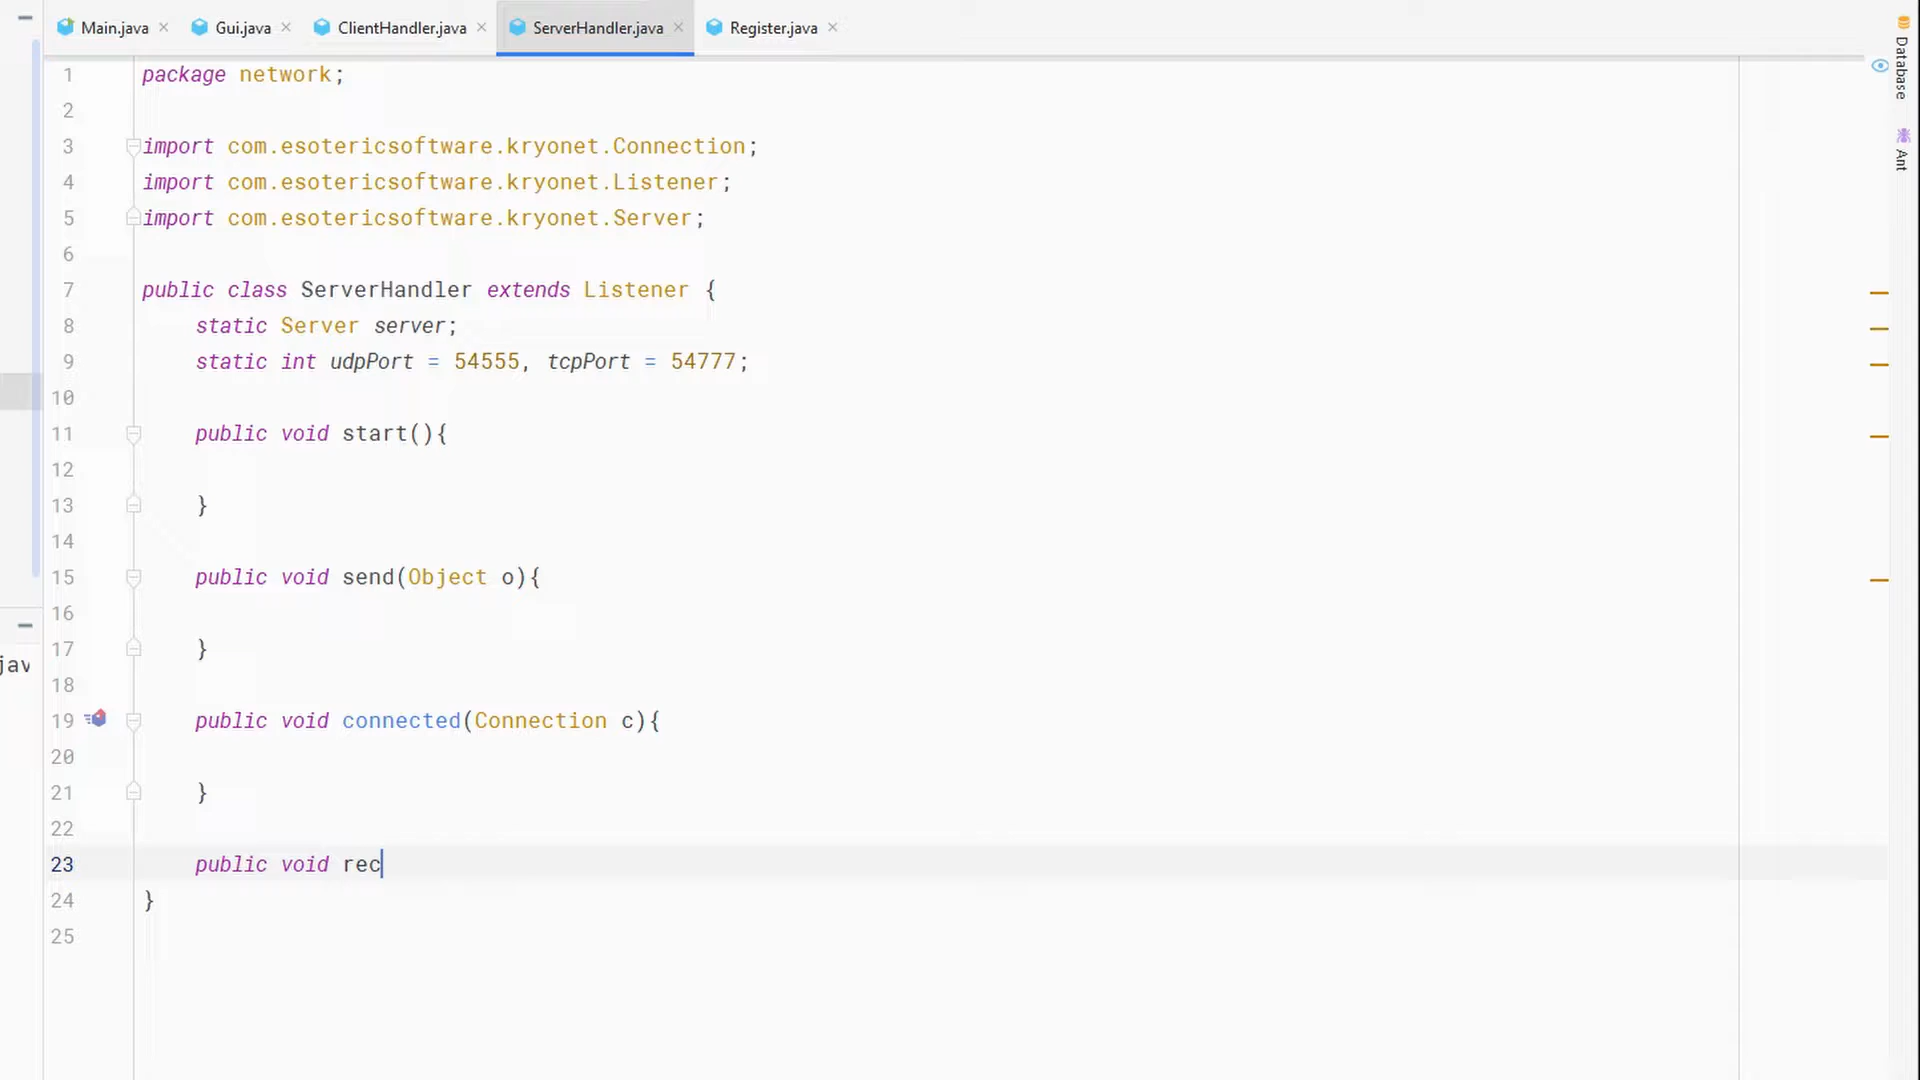 Main.java
Gui.java
ClientHandler.java
ServerHandler.java
Register.java
1 package network;
2
3 import com.esotericsoftware.kryonet.Connection;
4 import com.esotericsoftware.kryonet.Listener;
5 import com.esotericsoftware.kryonet.Server;
6
7 public class ServerHandler extends Listener {
8 static Server server;
9 static int udpPort = 54555, tcpPort = 54777;
10
11 public void start(){
12
13 }
14
15 public void send(Object o){
16
17 }
18
19 public void connected(Connection c){
20
21 }
22
23 public void rec
24 }
25
jav
Database
Ant